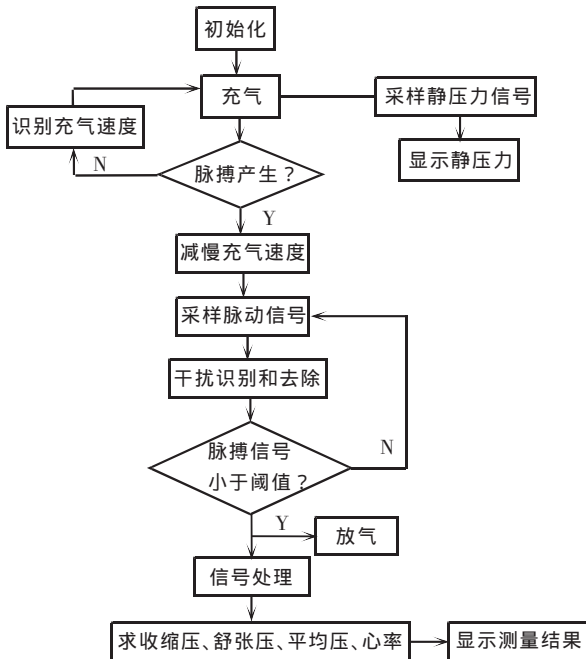 初始化
充气
采样静压力信号
识别充气速度
显示静压力
N
脉搏产生？
Y
减慢充气速度
采样脉动信号
干扰识别和去除
脉搏信号
小于阈值？
N
Y
放气
信号处理
求收缩压、舒张压、平均压、心率
显示测量结果